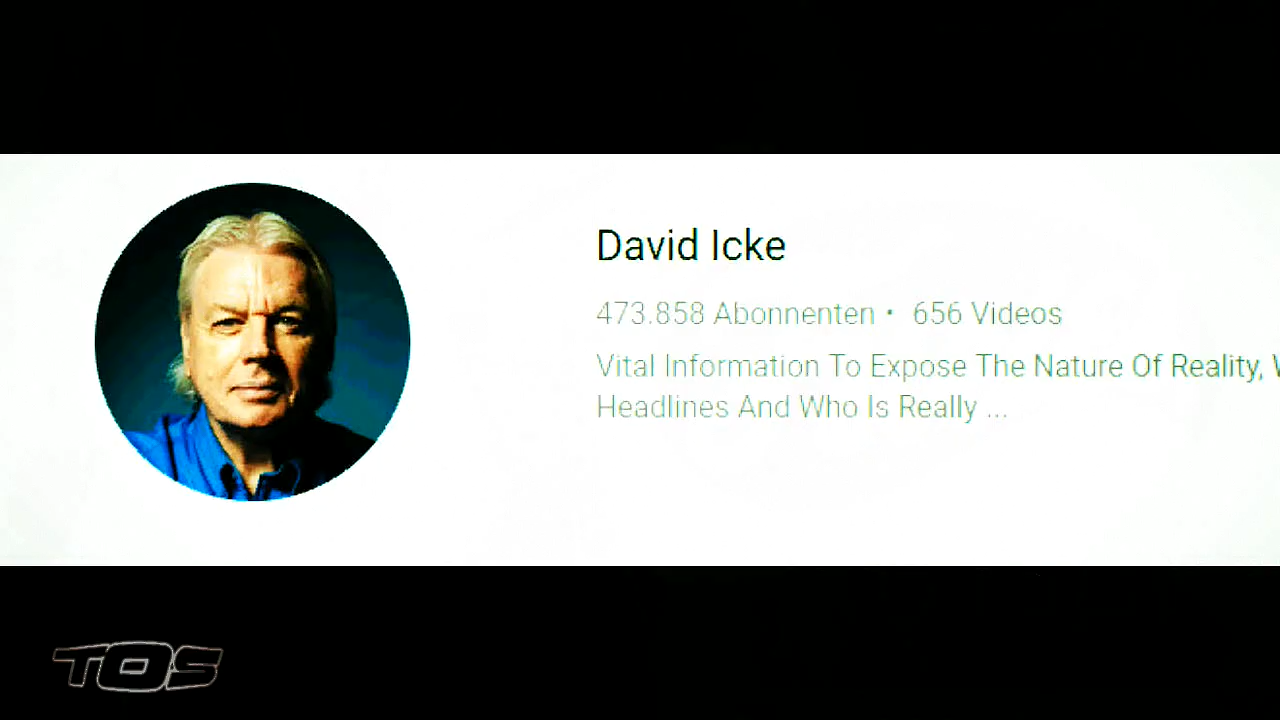 David Icke
473.858 Abonnenten • 656 Videos
Vital Information To Expose The Nature Of Reality,
Headlines And Who Is Really ...
TOS